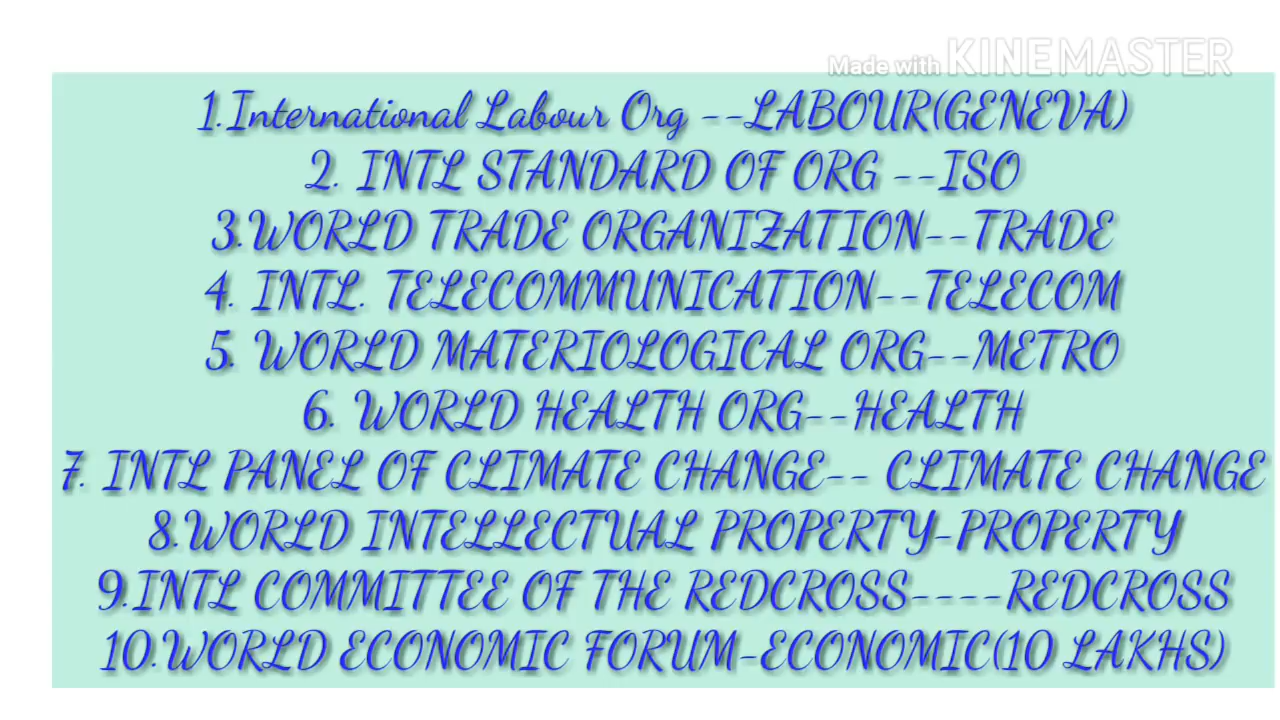 Made with KINEMASTER
1.International Labour Org --LABOUR(GENEVA)
2. INTL STANDARD OF ORG --ISO
3.WORLD TRADE ORGANIZATION--TRADE
4. INTL. TELECOMMUNICATION--TELECOM
5. WORLD MATERIOLOGICAL ORG--METRO
6. WORLD HEALTH ORG--HEALTH
7. INTL PANEL OF CLIMATE CHANGE-- CLIMATE CHANGE
8.WORLD INTELLECTUAL PROPERTY-PROPERTY
9.INTL COMMITTEE OF THE REDCROSS----REDCROSS
10.WORLD ECONOMIC FORUM-ECONOMIC(10 LAKHS)